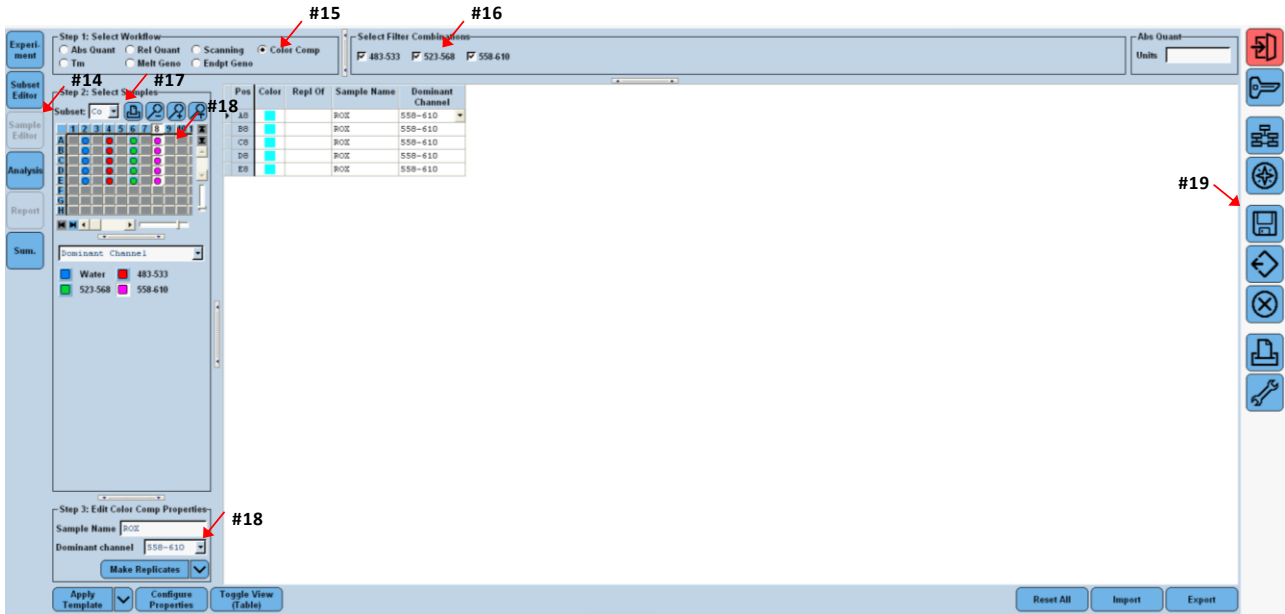 #15
#16
Experi-
ment
Step 1: Select Workflow
Abs Quant Rel Quant Scanning Color Comp
Tm Melt Geno Endpt Geno
Select Filter Combinations
483-533 523-568 558-610
Abs Quant
Units
Subset
Editor
#14 #17
Step 2: Select Samples
Subset: Co
#18
1 2 3 4 5 6 7 8 9 10 1
A
B
C
D
E
F
G
H
Pos Color Repl Of Sample Name Dominant
Channel
A8 ROX 558-610
B8 ROX 558-610
C8 ROX 558-610
D8 ROX 558-610
E8 ROX 558-610
Sample
Editor
Analysis
Report
Sum.
#19
Dominant Channel
Water 483-533
523-568 558-610
Step 3: Edit Color Comp Properties
#18
Sample Name ROX
Dominant channel 558-610
Make Replicates
Apply
Template
Configure
Properties
Toggle View
(Table)
Reset All Import Export